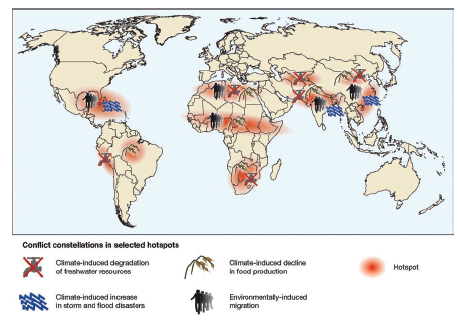 Conflict constellations in selected hotspots
Climate-induced degradation
of freshwater resources
Climate-induced decline
in food production
Hotspot
Climate-induced increase
in storm and flood disasters
Environmentally-induced
migration